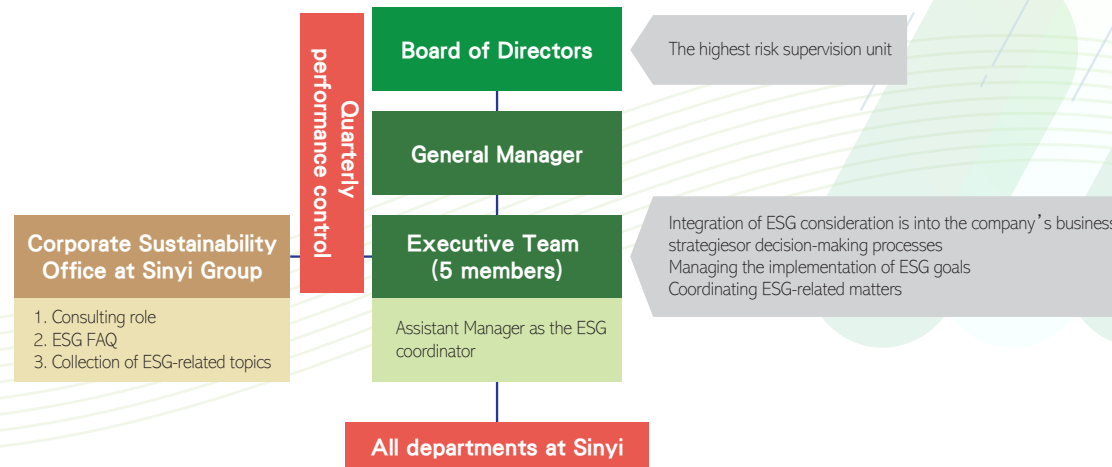 Quarterly
performance control
Board of Directors
The highest risk supervision unit
General Manager
Corporate Sustainability
Office at Sinyi Group
1. Consulting role
2. ESG FAQ
3. Collection of ESG-related topics
Executive Team
(5 members)
Assistant Manager as the ESG
coordinator
Integration of ESG consideration is into the company’s business
strategiesor decision-making processes
Managing the implementation of ESG goals
Coordinating ESG-related matters
All departments at Sinyi